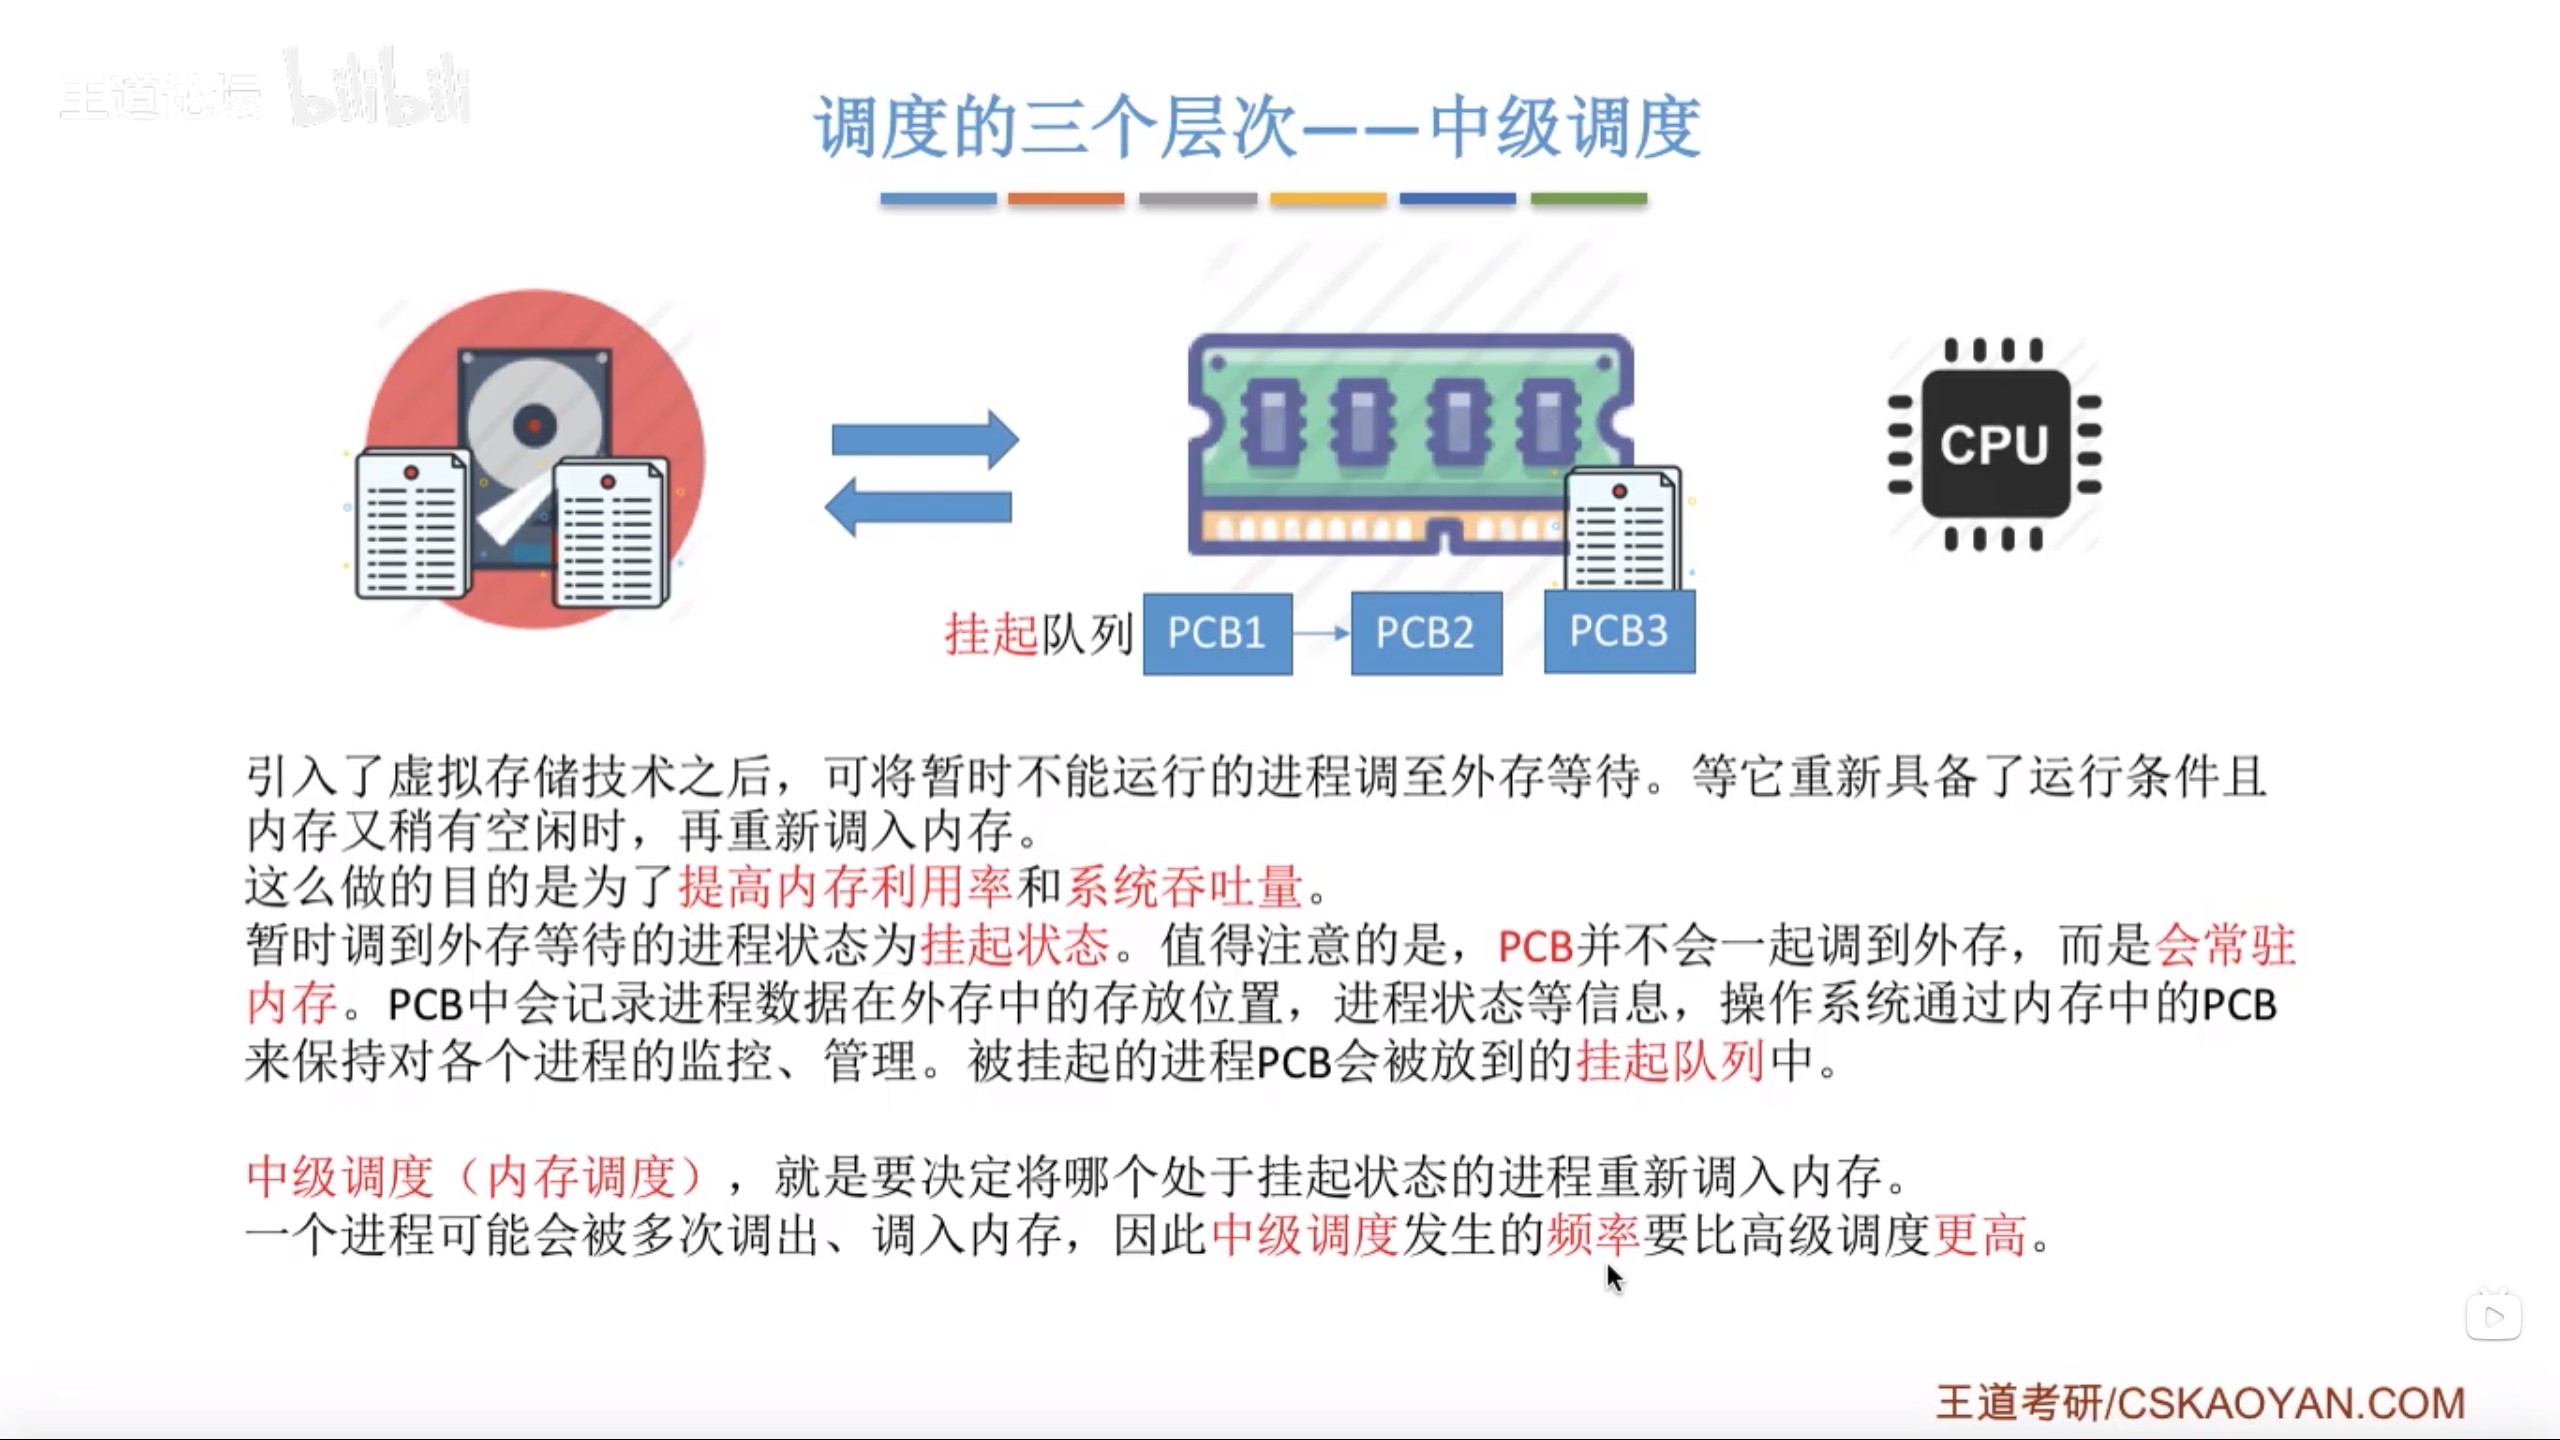 王道论坛 bilibili
调度的三个层次——中级调度
CPU
挂起队列 PCB1 PCB2 PCB3
引入了虚拟存储技术之后，可将暂时不能运行的进程调至外存等待。等它重新具备了运行条件且
内存又稍有空闲时，再重新调入内存。
这么做的目的是为了提高内存利用率和系统吞吐量。
暂时调到外存等待的进程状态为挂起状态。值得注意的是，PCB并不会一起调到外存，而是会常驻
内存。PCB中会记录进程数据在外存中的存放位置，进程状态等信息，操作系统通过内存中的PCB
来保持对各个进程的监控、管理。被挂起的进程PCB会被放到的挂起队列中。
中级调度（内存调度），就是要决定将哪个处于挂起状态的进程重新调入内存。
一个进程可能会被多次调出、调入内存，因此中级调度发生的频率要比高级调度更高。
王道考研/CSKAOYAN.COM